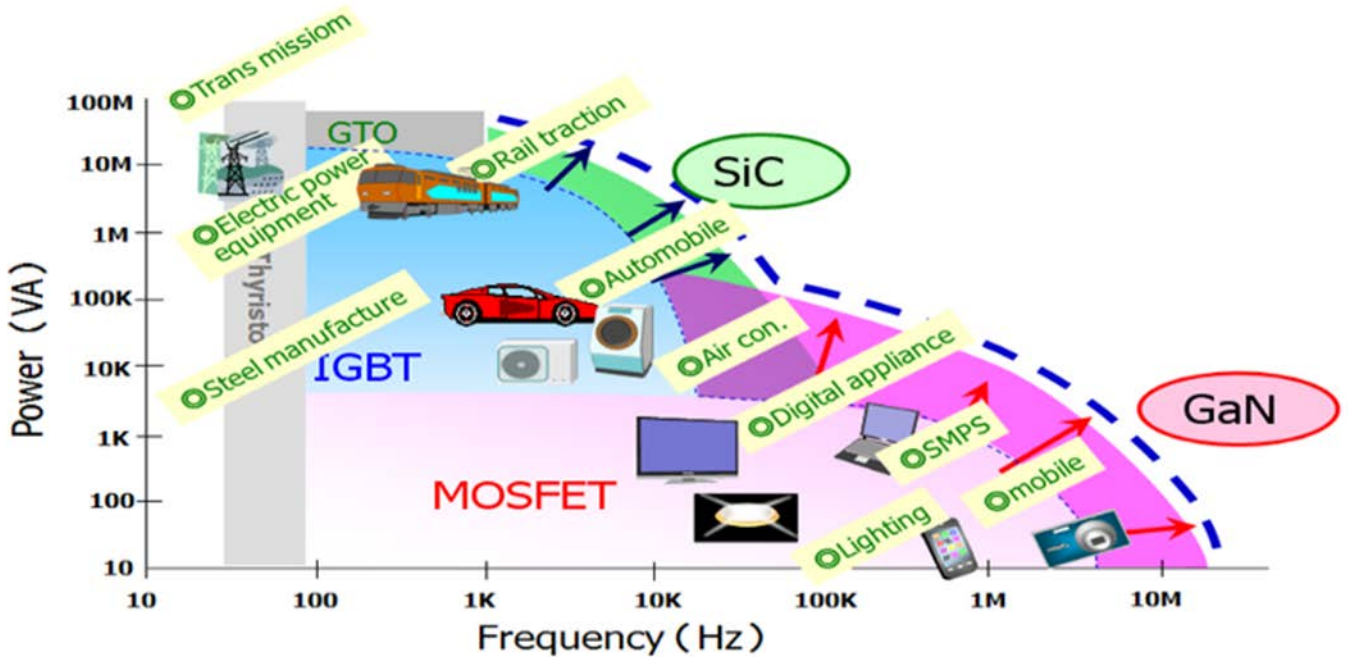 Trans missiom
100M
GTO
Rail traction
10M
SiC
Electric power
equipment
1M
Automobile
Thyristo
Power (VA)
100K
Steel manufacture
Air con.
IGBT
10K
Digital appliance
GaN
1K
SMPS
MOSFET
mobile
100
Lighting
10
10
100
1K
10K
100K
1M
10M
Frequency (Hz)